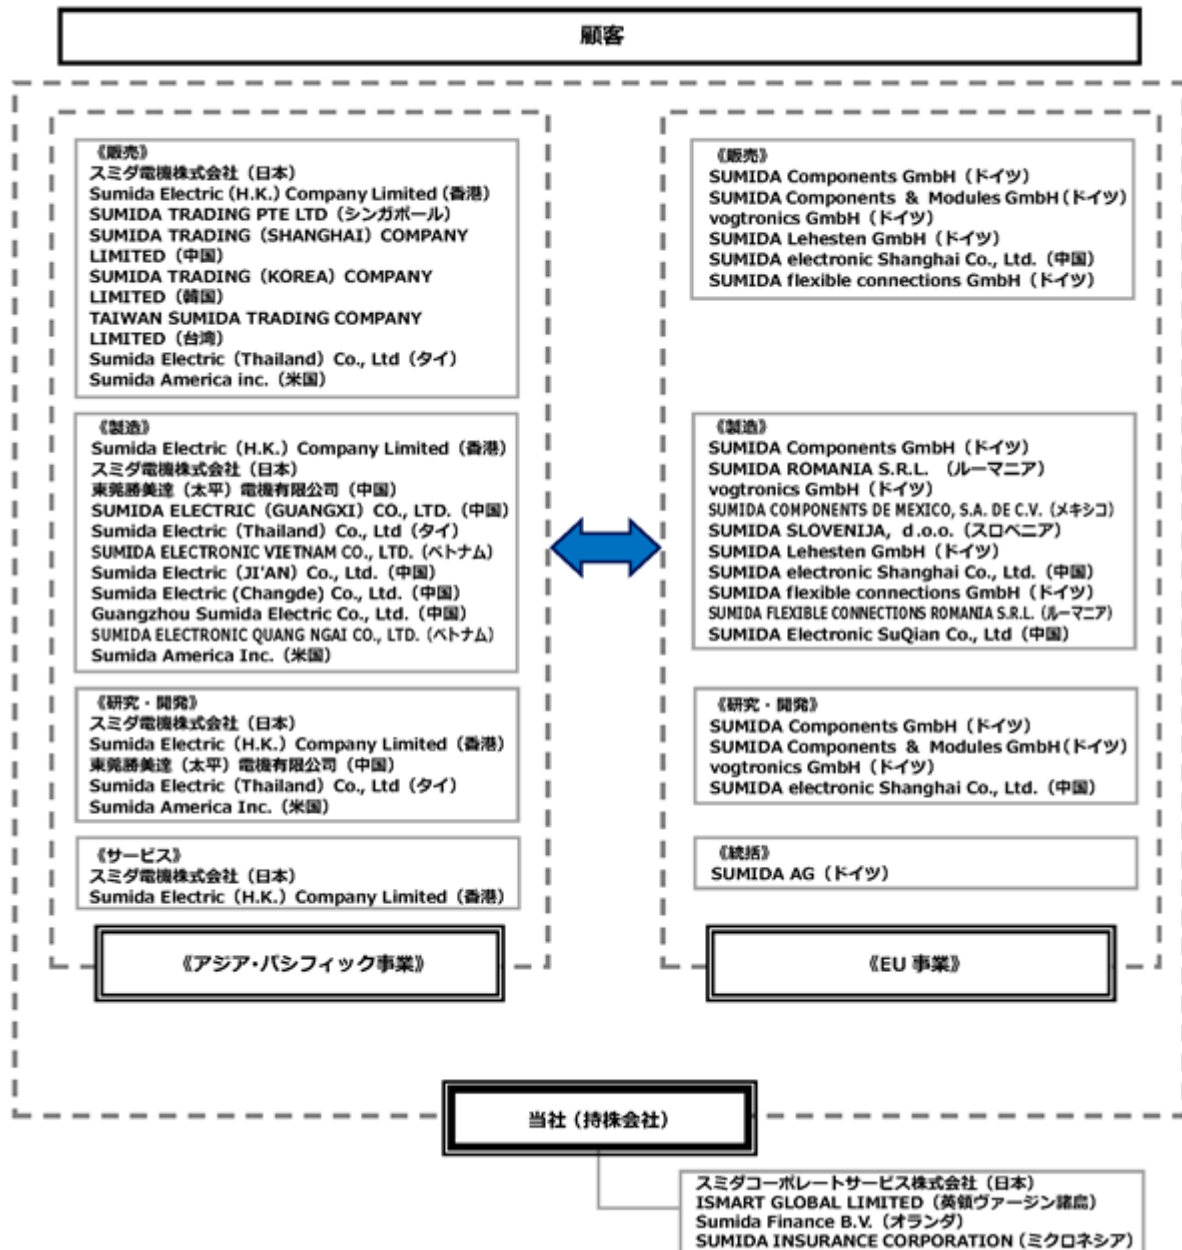 顧客
《販売》
スミダ電機株式会社（日本）
Sumida Electric（H.K.）Company Limited（香港）
SUMIDA TRADING PTE LTD（シンガポール）
SUMIDA TRADING（SHANGHAI）COMPANY
LIMITED（中国）
SUMIDA TRADING（KOREA）COMPANY
LIMITED（韓国）
TAIWAN SUMIDA TRADING COMPANY
LIMITED（台湾）
Sumida Electric（Thailand）Co., Ltd（タイ）
Sumida America inc.（米国）
《製造》
Sumida Electric（H.K.）Company Limited（香港）
スミダ電機株式会社（日本）
東莞勝美達（太平）電機有限公司（中国）
SUMIDA ELECTRIC（GUANGXI）CO., LTD.（中国）
Sumida Electric（Thailand）Co., Ltd（タイ）
SUMIDA ELECTRONIC VIETNAM CO., LTD.（ベトナム）
Sumida Electric（JI'AN）Co., Ltd.（中国）
Sumida Electric (Changde) Co., Ltd.（中国）
Guangzhou Sumida Electric Co., Ltd.（中国）
SUMIDA ELECTRONIC QUANG NGAI CO., LTD.（ベトナム）
Sumida America Inc.（米国）
《研究・開発》
スミダ電機株式会社（日本）
Sumida Electric（H.K.）Company Limited（香港）
東莞勝美達（太平）電機有限公司（中国）
Sumida Electric（Thailand）Co., Ltd（タイ）
Sumida America Inc.（米国）
《サービス》
スミダ電機株式会社（日本）
Sumida Electric（H.K.）Company Limited（香港）
《アジア・パシフィック事業》
《販売》
SUMIDA Components GmbH（ドイツ）
SUMIDA Components & Modules GmbH（ドイツ）
vogtronics GmbH（ドイツ）
SUMIDA Lehesten GmbH（ドイツ）
SUMIDA electronic Shanghai Co., Ltd.（中国）
SUMIDA flexible connections GmbH（ドイツ）
《製造》
SUMIDA Components GmbH（ドイツ）
SUMIDA ROMANIA S.R.L.（ルーマニア）
vogtronics GmbH（ドイツ）
SUMIDA COMPONENTS DE MEXICO, S.A. DE C.V.（メキシコ）
SUMIDA SLOVENIJA, d.o.o.（スロベニア）
SUMIDA Lehesten GmbH（ドイツ）
SUMIDA electronic Shanghai Co., Ltd.（中国）
SUMIDA flexible connections GmbH（ドイツ）
SUMIDA FLEXIBLE CONNECTIONS ROMANIA S.R.L.（ルーマニア）
SUMIDA Electronic SuQian Co., Ltd（中国）
《研究・開発》
SUMIDA Components GmbH（ドイツ）
SUMIDA Components & Modules GmbH（ドイツ）
vogtronics GmbH（ドイツ）
SUMIDA electronic Shanghai Co., Ltd.（中国）
《統括》
SUMIDA AG（ドイツ）
《EU 事業》
当社（持株会社）
スミダコーポレートサービス株式会社（日本）
ISMART GLOBAL LIMITED（英領ヴァージン諸島）
Sumida Finance B.V.（オランダ）
SUMIDA INSURANCE CORPORATION（ミクロネシア）